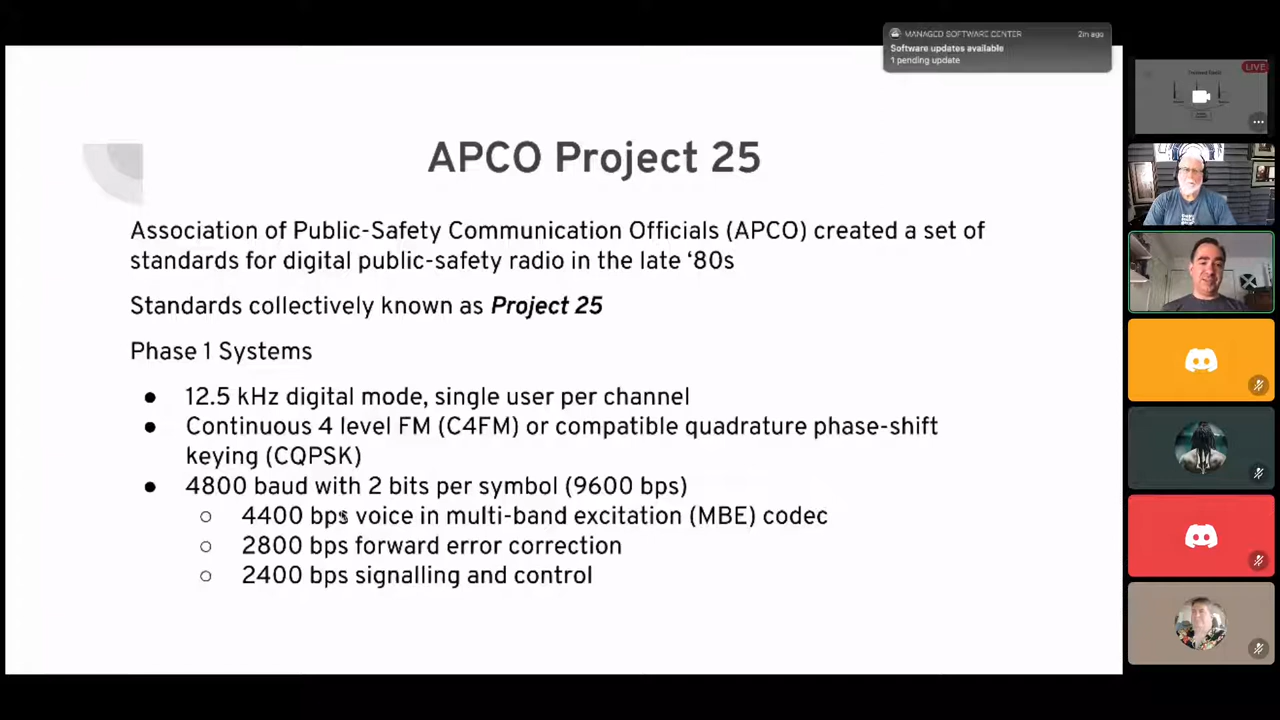 MANAGED SOFTWARE CENTER 2m ago
Software updates available
1 pending update
LIVE
APCO Project 25
Association of Public-Safety Communication Officials (APCO) created a set of
standards for digital public-safety radio in the late ‘80s
Standards collectively known as Project 25
Phase 1 Systems
● 12.5 kHz digital mode, single user per channel
● Continuous 4 level FM (C4FM) or compatible quadrature phase-shift
keying (CQPSK)
● 4800 baud with 2 bits per symbol (9600 bps)
○ 4400 bps voice in multi-band excitation (MBE) codec
○ 2800 bps forward error correction
○ 2400 bps signalling and control